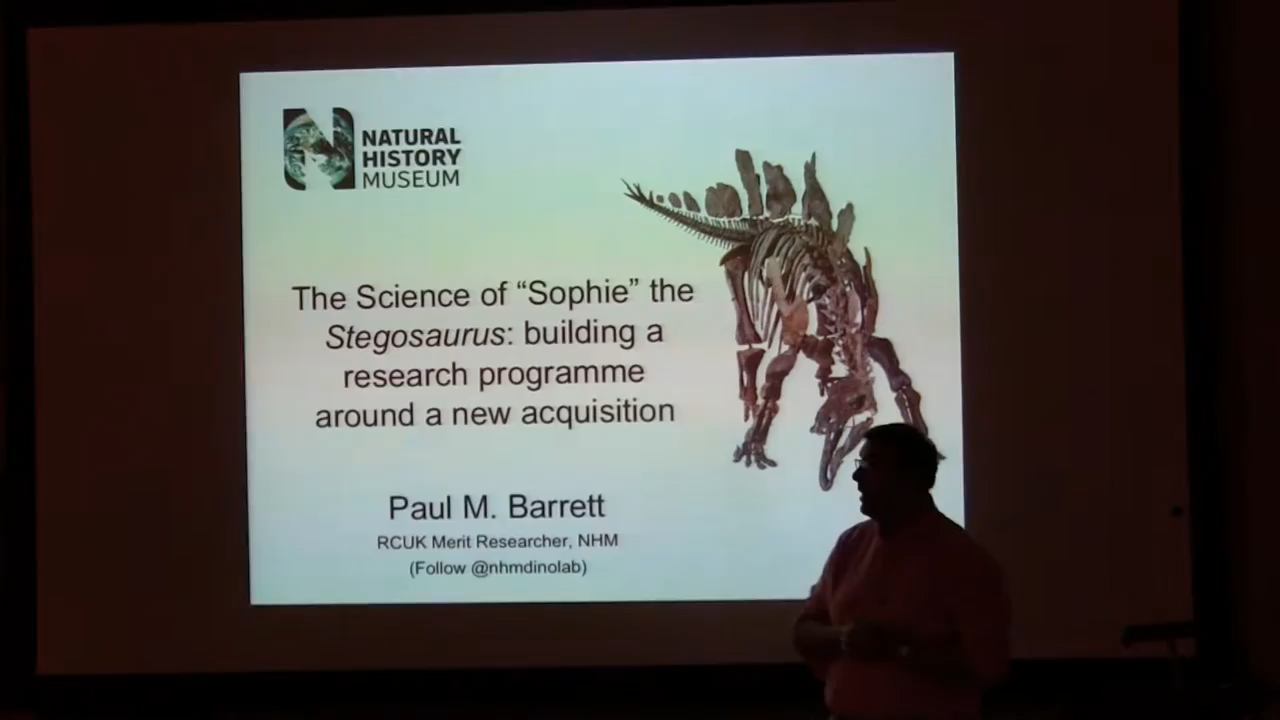 NATURAL
HISTORY
MUSEUM
The Science of “Sophie” the
Stegosaurus: building a
research programme
around a new acquisition
Paul M. Barrett
RCUK Merit Researcher, NHM
(Follow @nhmdinolab)